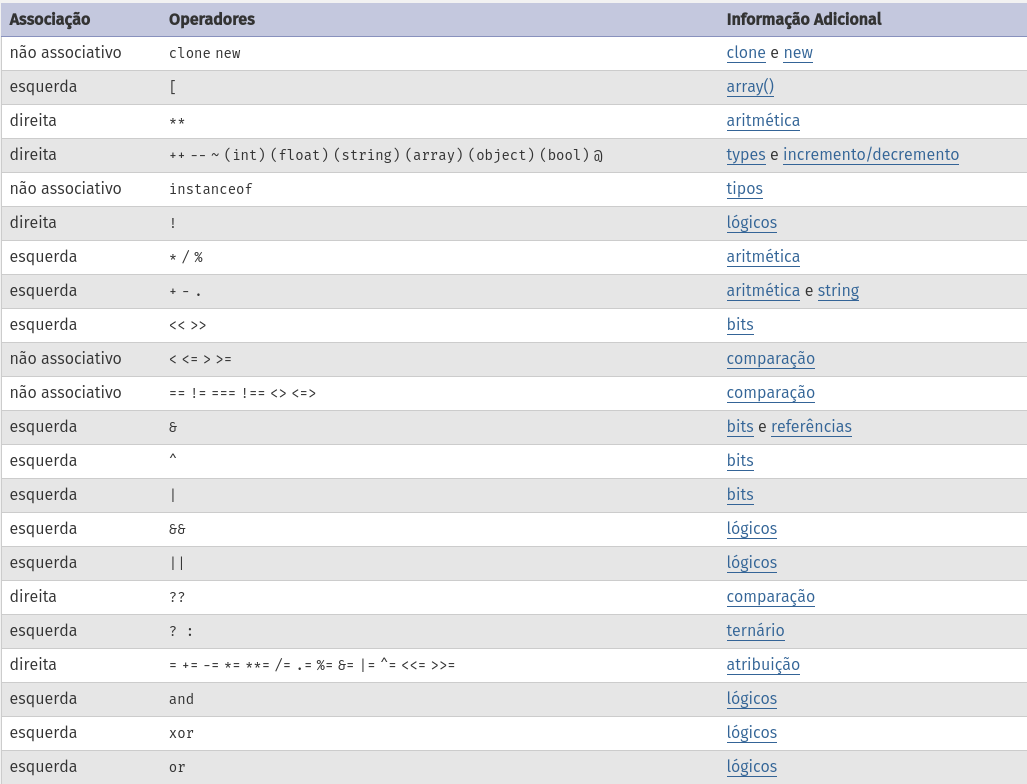 Associação Operadores Informação Adicional
não associativo clone new clone e new
esquerda [ array()
direita ** aritmética
direita ++ -- ~ (int) (float) (string) (array) (object) (bool) @ types e incremento/decremento
não associativo instanceof tipos
direita ! lógicos
esquerda * / % aritmética
esquerda + - . aritmética e string
esquerda << >> bits
não associativo < <= > >= comparação
não associativo == != === !== <> <=> comparação
esquerda & bits e referências
esquerda ^ bits
esquerda | bits
esquerda && lógicos
esquerda || lógicos
direita ?? comparação
esquerda ? : ternário
direita = += -= *= **= /= .= %= &= |= ^= <<= >>= atribuição
esquerda and lógicos
esquerda xor lógicos
esquerda or lógicos